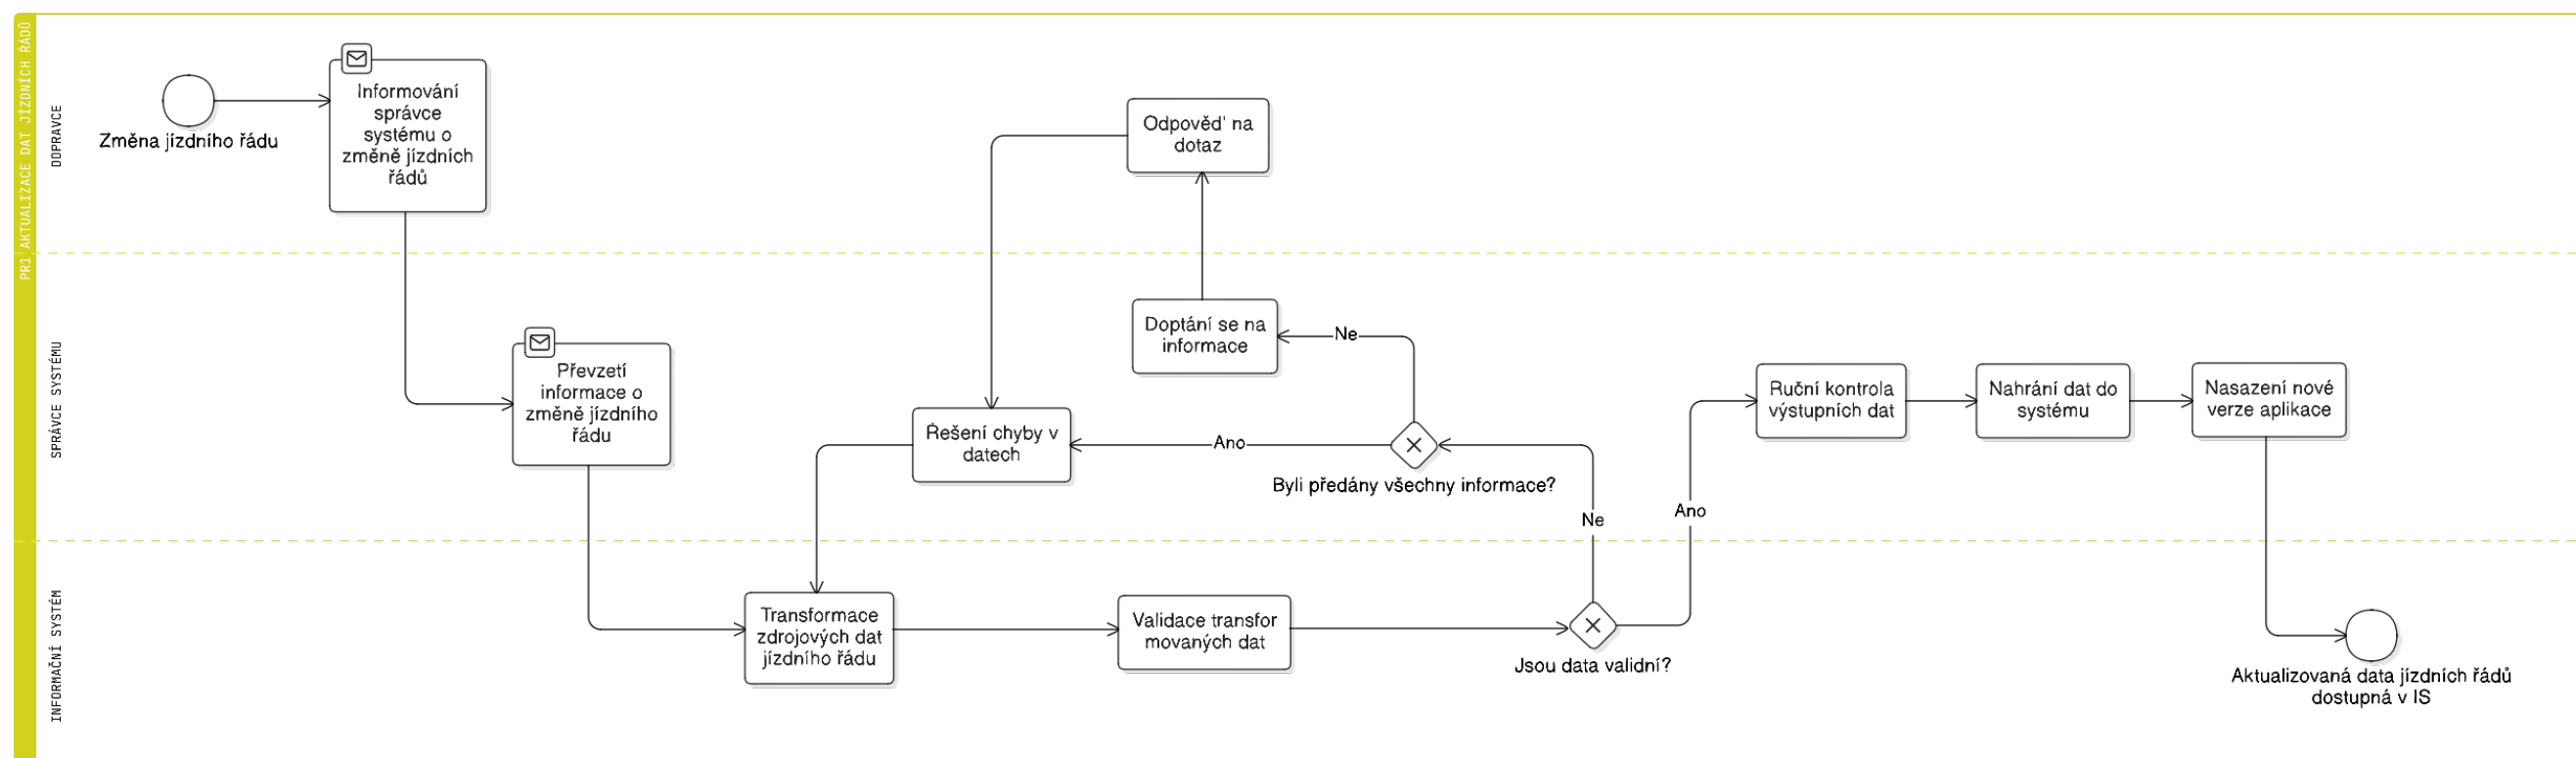 PR1 AKTUALIZACE DAT JÍZDNÍCH ŘÁDŮ
DOPRAVCE
Změna jízdního řádu
Informování
správce
systému o
změně jízdních
řádů
Odpověd' na
dotaz
SPRÁVCE SYSTÉMU
Převzetí
informace o
změně jízdního
řádu
Doptání se na
informace
Ne
Řešení chyby v
datech
Ano
Byli předány všechny informace?
Ne
Ano
Ruční kontrola
výstupních dat
Nahrání dat do
systému
Nasazení nové
verze aplikace
INFORMAČNÍ SYSTÉM
Transformace
zdrojových dat
jízdního řádu
Validace transfor
movaných dat
Jsou data validní?
Aktualizovaná data jízdních řádů
dostupná v IS